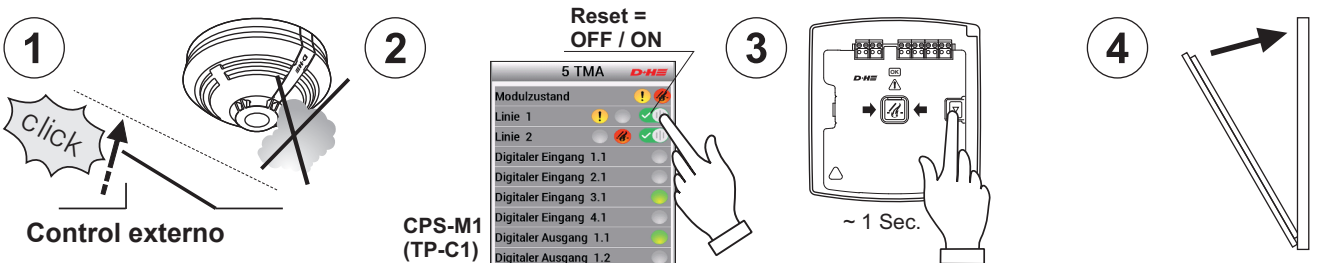 1
click
Control externo
D+H
2
Reset =
OFF / ON
5 TMA
D+H
Modulzustand
Linie 1
Linie 2
Digitaler Eingang 1.1
Digitaler Eingang 2.1
Digitaler Eingang 3.1
Digitaler Eingang 4.1
Digitaler Ausgang 1.1
Digitaler Ausgang 1.2
CPS-M1
(TP-C1)
3
D+H
OK
~ 1 Sec.
4